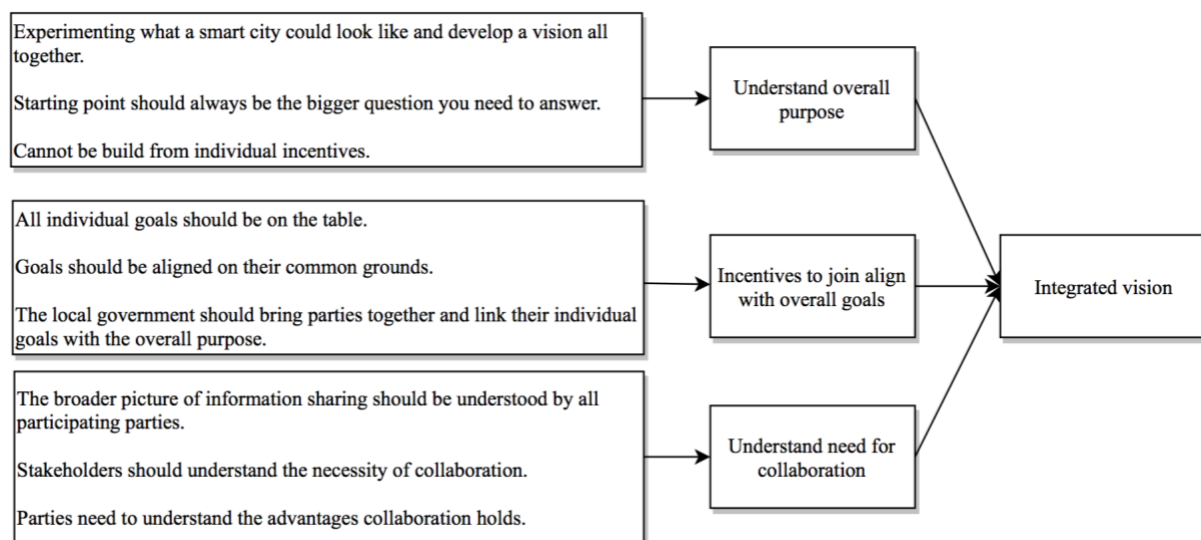 Experimenting what a smart city could look like and develop a vision all
together.
Starting point should always be the bigger question you need to answer.
Cannot be build from individual incentives.
Understand overall
purpose
All individual goals should be on the table.
Goals should be aligned on their common grounds.
The local government should bring parties together and link their individual
goals with the overall purpose.
Incentives to join align
with overall goals
Integrated vision
The broader picture of information sharing should be understood by all
participating parties.
Stakeholders should understand the necessity of collaboration.
Parties need to understand the advantages collaboration holds.
Understand need for
collaboration